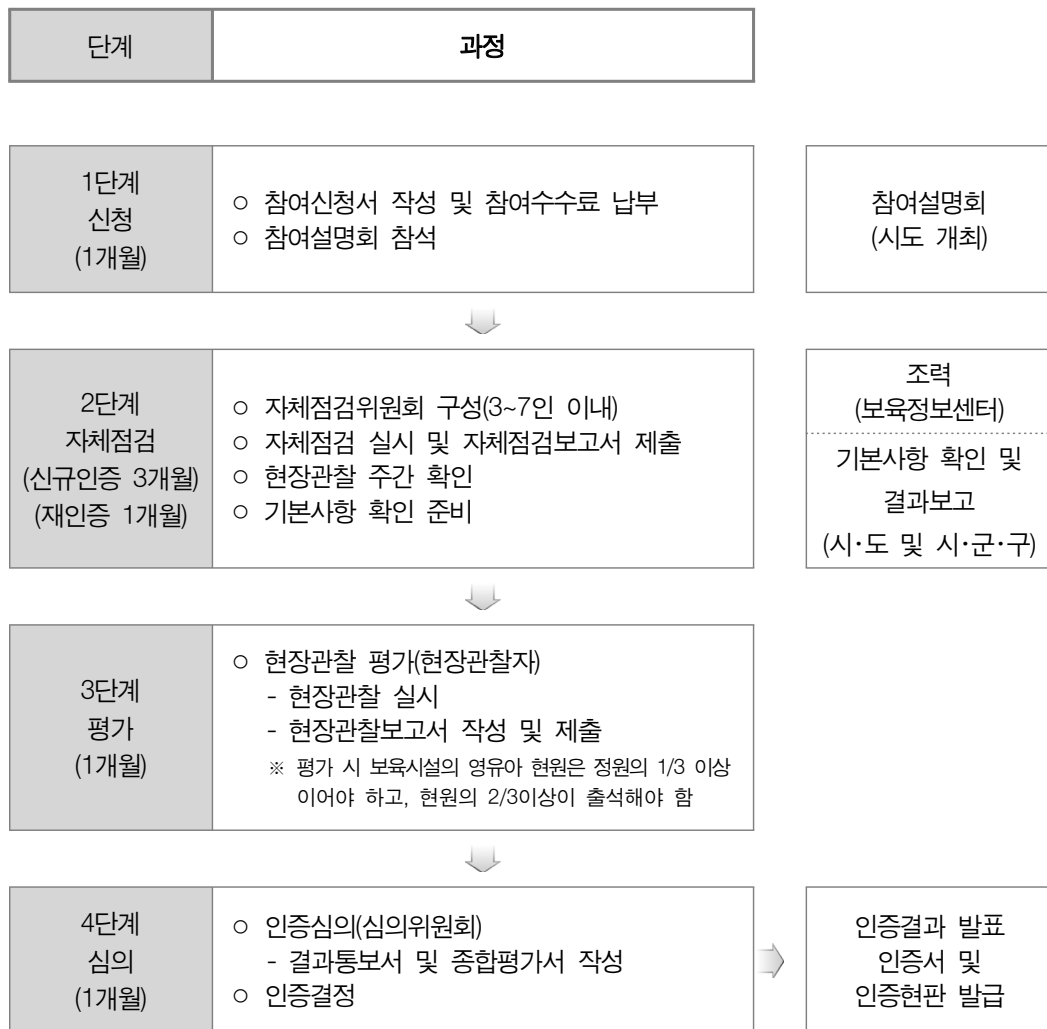 단계
과정
1단계
신청
(1개월)
○ 참여신청서 작성 및 참여수수료 납부
○ 참여설명회 참석
참여설명회
(시도 개최)
2단계
자체점검
(신규인증 3개월)
(재인증 1개월)
○ 자체점검위원회 구성(3~7인 이내)
○ 자체점검 실시 및 자체점검보고서 제출
○ 현장관찰 주간 확인
○ 기본사항 확인 준비
조력
(보육정보센터)
기본사항 확인 및
결과보고
(시·도 및 시·군·구)
3단계
평가
(1개월)
○ 현장관찰 평가(현장관찰자)
- 현장관찰 실시
- 현장관찰보고서 작성 및 제출
※ 평가 시 보육시설의 영유아 현원은 정원의 1/3 이상
이어야 하고, 현원의 2/3이상이 출석해야 함
4단계
심의
(1개월)
○ 인증심의(심의위원회)
- 결과통보서 및 종합평가서 작성
○ 인증결정
인증결과 발표
인증서 및
인증현판 발급